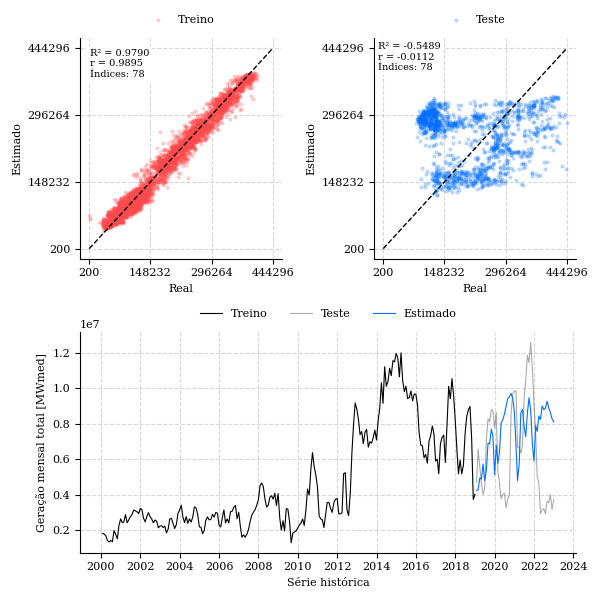 Treino
Teste
R² = 0.9790
r = 0.9895
Índices: 78
R² = -0.5489
r = -0.0112
Índices: 78
444296
296264
148232
200
Estimado
200 148232 296264 444296
Real
444296
296264
148232
200
Estimado
200 148232 296264 444296
Real
Treino Teste Estimado
1e7
1.2
1.0
0.8
0.6
0.4
0.2
Geração mensal total [MWmed]
2000 2002 2004 2006 2008 2010 2012 2014 2016 2018 2020 2022 2024
Série histórica